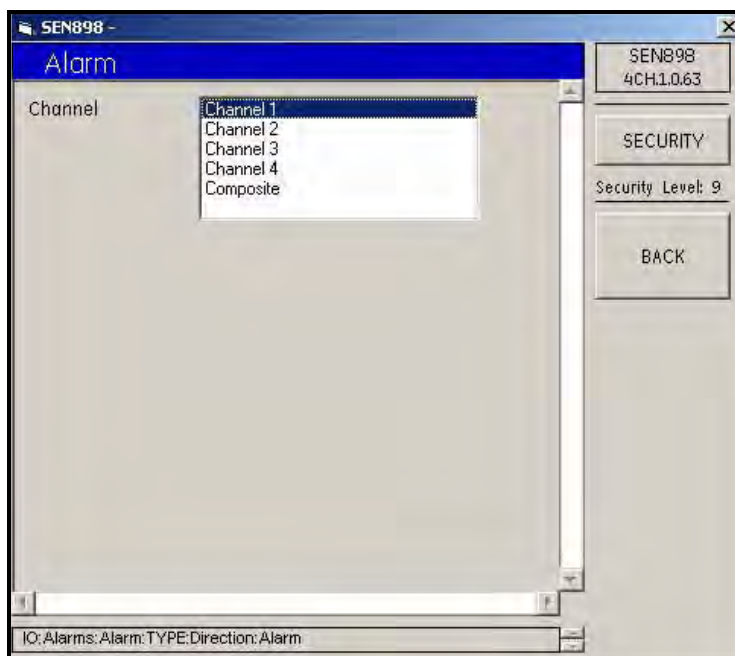 SEN898 -
Alarm
SEN898
4CH.1.0.63
Channel
Channel 1
Channel 2
Channel 3
Channel 4
Composite
SECURITY
Security Level: 9
BACK
IO:Alarms:Alarm:TYPE:Direction:Alarm